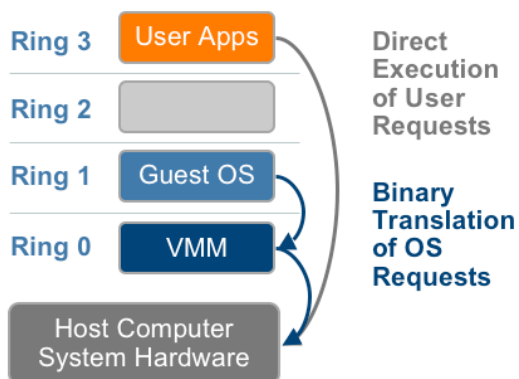 Ring 3
User Apps
Direct
Execution
of User
Requests
Ring 2
Ring 1
Guest OS
Binary
Translation
of OS
Requests
Ring 0
VMM
Host Computer
System Hardware